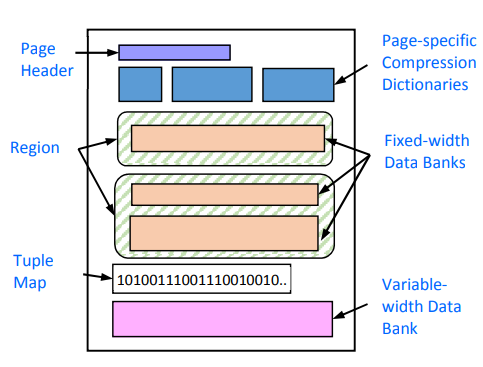 Page
Header
Page-specific
Compression
Dictionaries
Region
Fixed-width
Data Banks
Tuple
Map
10100111001110010010..
Variable-
width Data
Bank